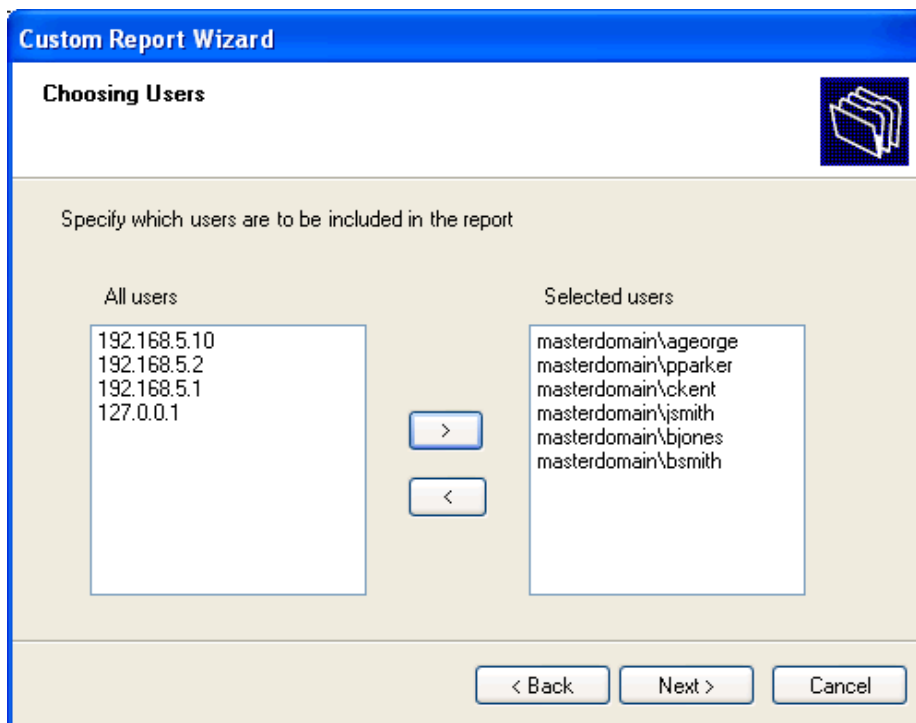 Custom Report Wizard
Choosing Users
Specify which users are to be included in the report
All users
192.168.5.10
192.168.5.2
192.168.5.1
127.0.0.1
>
<
Selected users
masterdomain\ageorge
masterdomain\pparker
masterdomain\ckent
masterdomain\jsmith
masterdomain\bjones
masterdomain\bsmith
< Back
Next >
Cancel